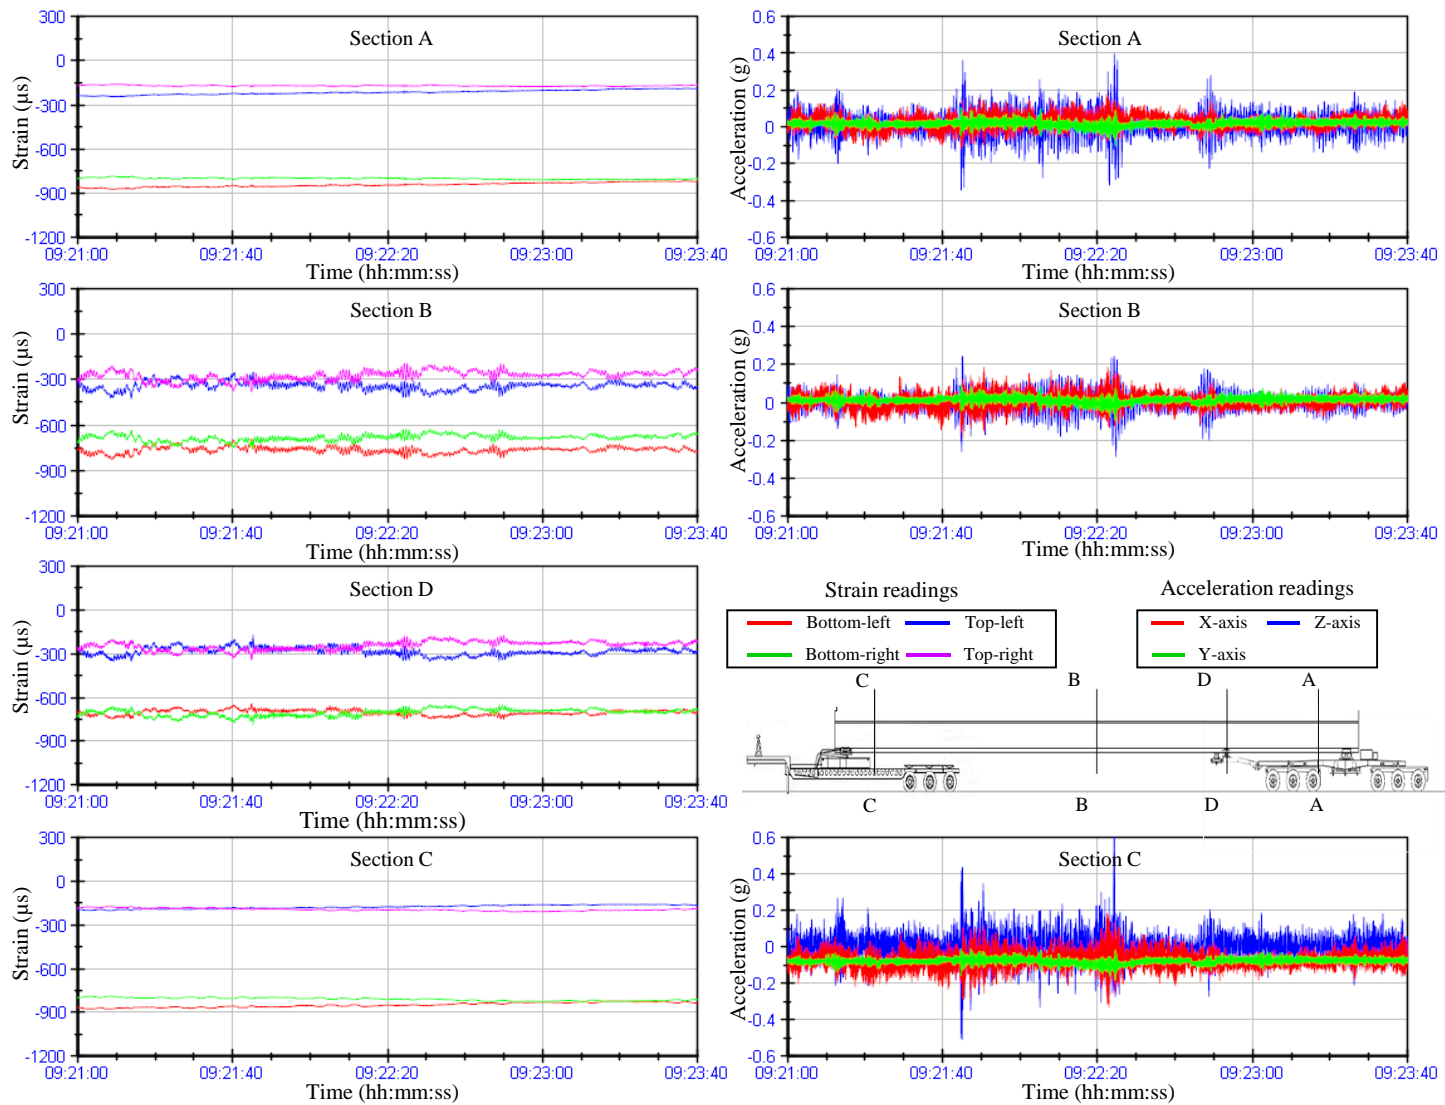 Section A
Strain (µs)
300
0
-300
-600
-900
-1200
09:21:00 09:21:40 09:22:20 09:23:00 09:23:40
Time (hh:mm:ss)
Section A
Acceleration (g)
0.6
0.4
0.2
0
-0.2
-0.4
-0.6
09:21:00 09:21:40 09:22:20 09:23:00 09:23:40
Time (hh:mm:ss)
Section B
Strain (µs)
300
0
-300
-600
-900
-1200
09:21:00 09:21:40 09:22:20 09:23:00 09:23:40
Time (hh:mm:ss)
Section B
Acceleration (g)
0.6
0.4
0.2
0
-0.2
-0.4
-0.6
09:21:00 09:21:40 09:22:20 09:23:00 09:23:40
Time (hh:mm:ss)
Section D
Strain (µs)
300
0
-300
-600
-900
-1200
09:21:00 09:21:40 09:22:20 09:23:00 09:23:40
Time (hh:mm:ss)
Strain readings
Bottom-left Top-left
Bottom-right Top-right
Acceleration readings
X-axis Z-axis
Y-axis
C B D A
C B D A
Section C
Strain (µs)
300
0
-300
-600
-900
-1200
09:21:00 09:21:40 09:22:20 09:23:00 09:23:40
Time (hh:mm:ss)
Section C
Acceleration (g)
0.6
0.4
0.2
0
-0.2
-0.4
-0.6
09:21:00 09:21:40 09:22:20 09:23:00 09:23:40
Time (hh:mm:ss)